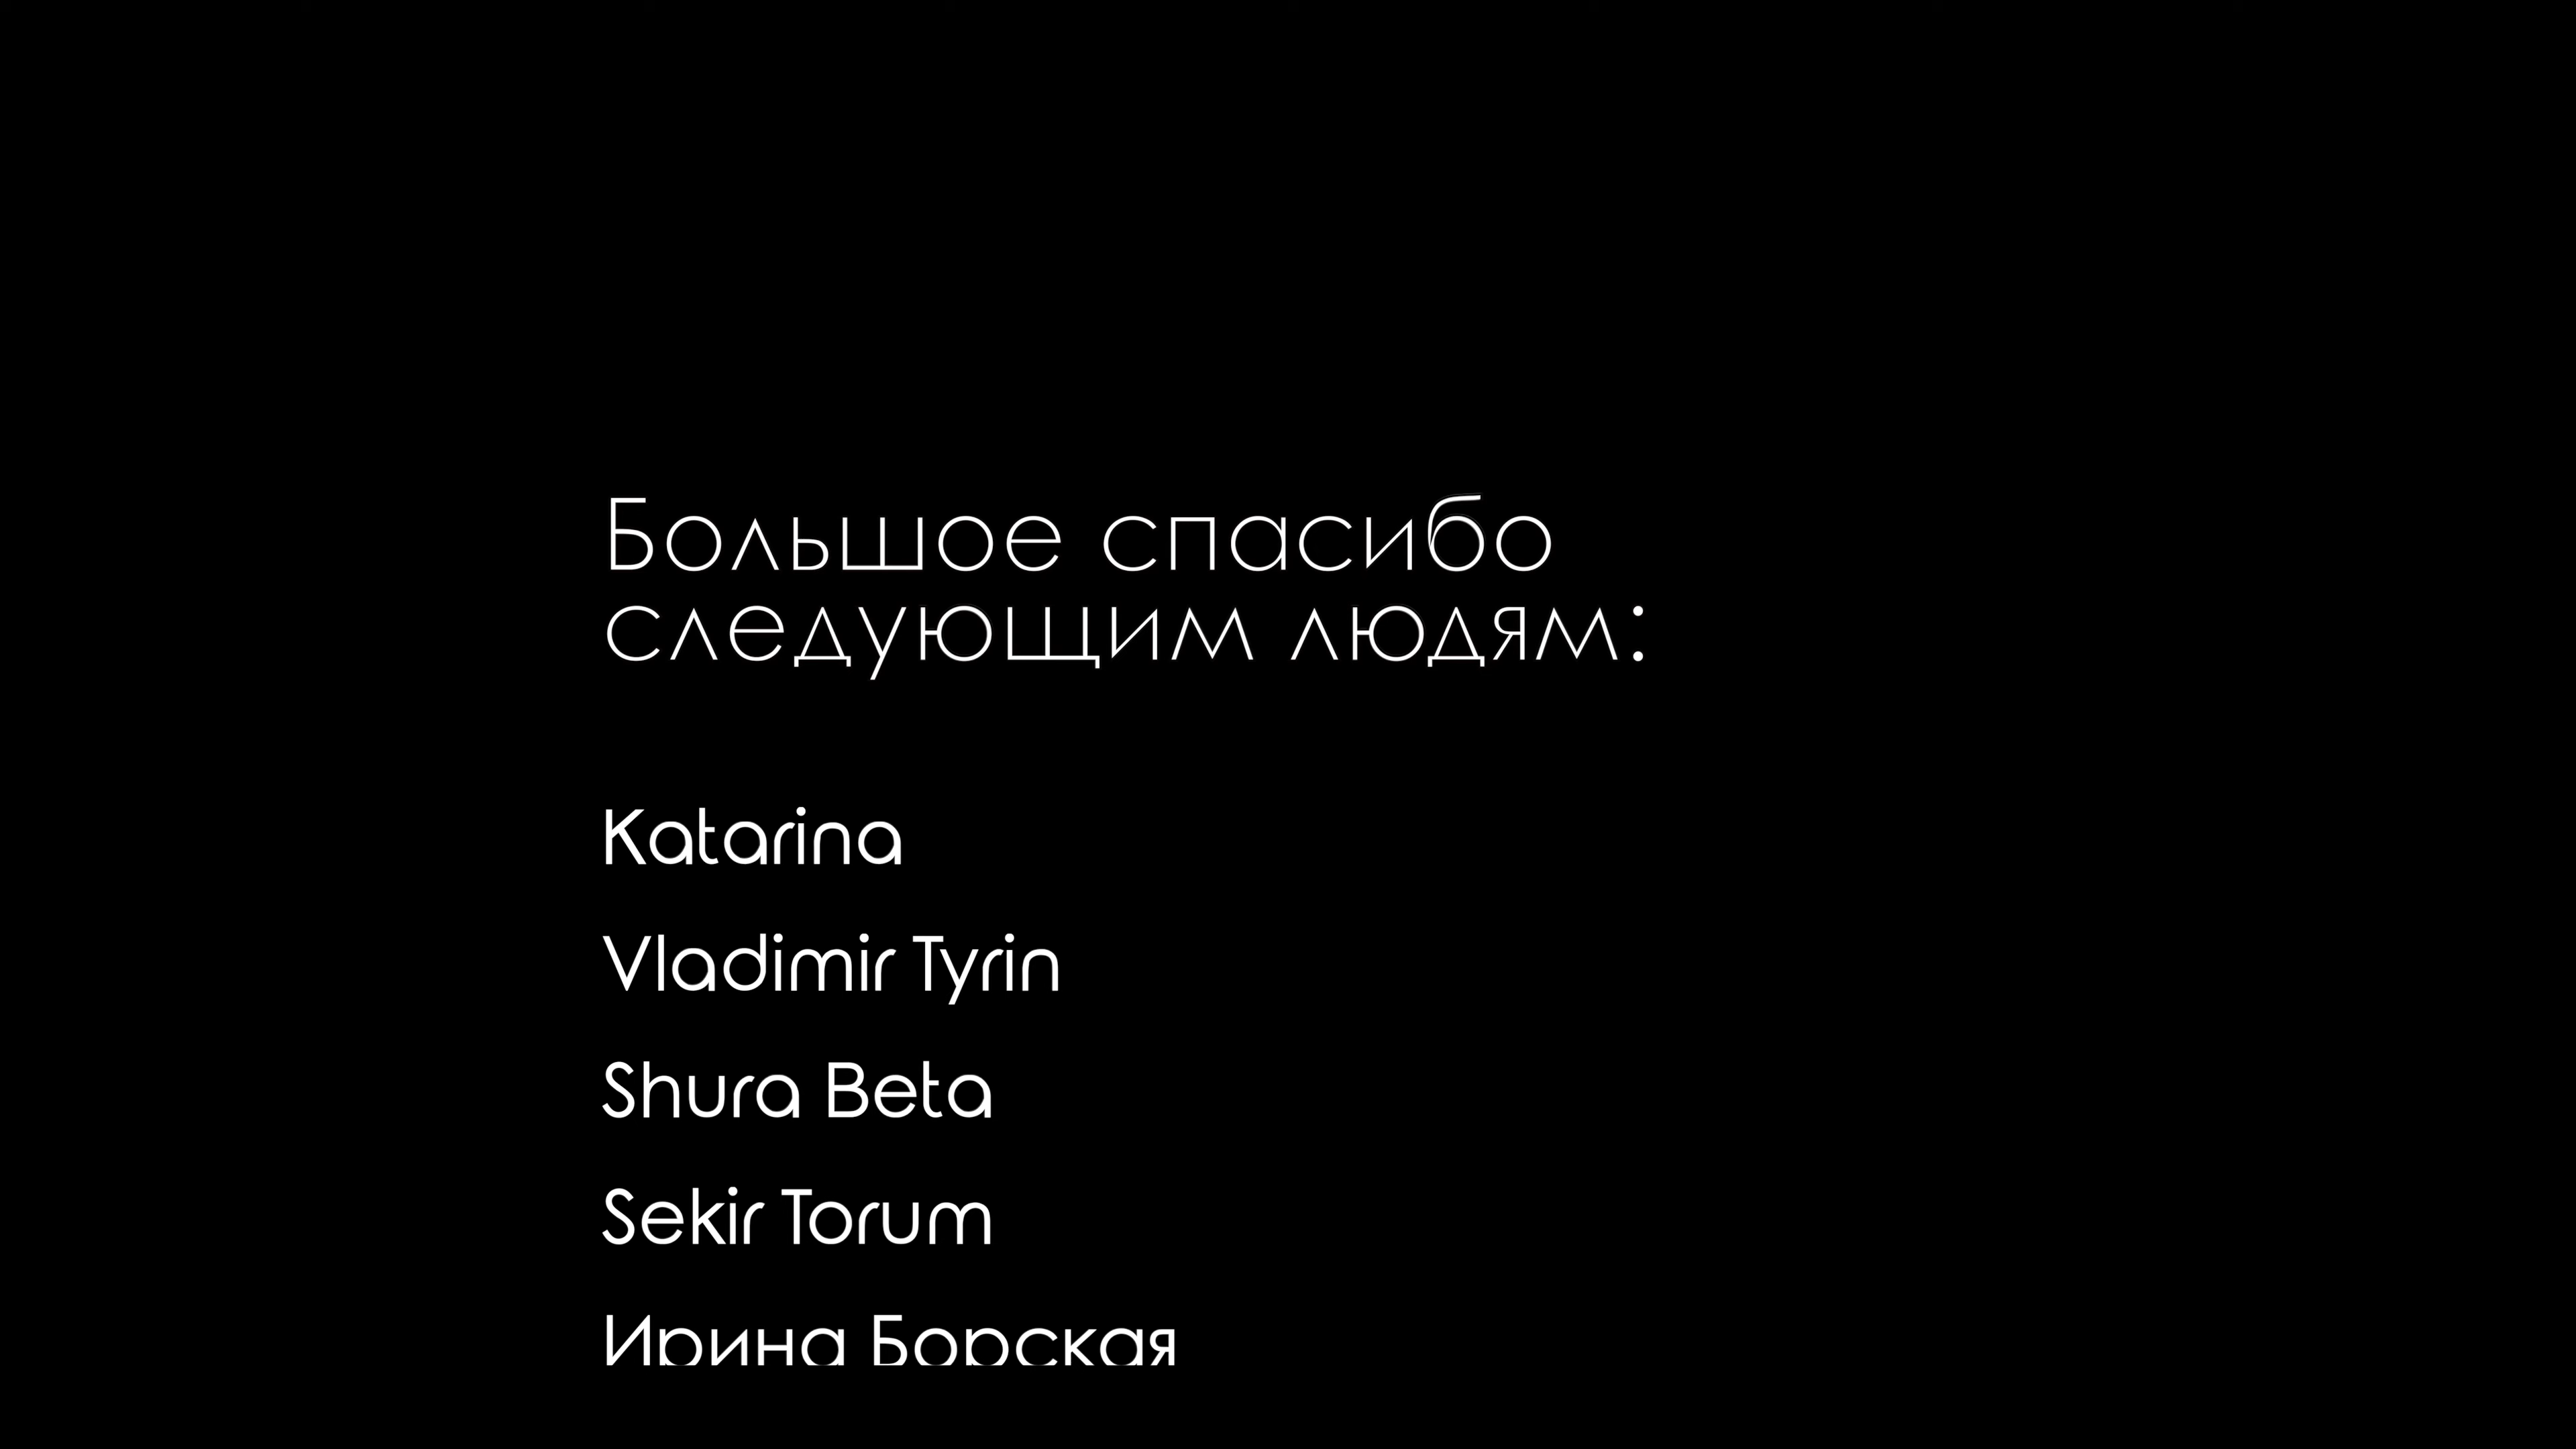 Большое спасибо
следующим людям:
Katarina
Vladimir Tyrin
Shura Beta
Sekir Torum
Ирина Борская